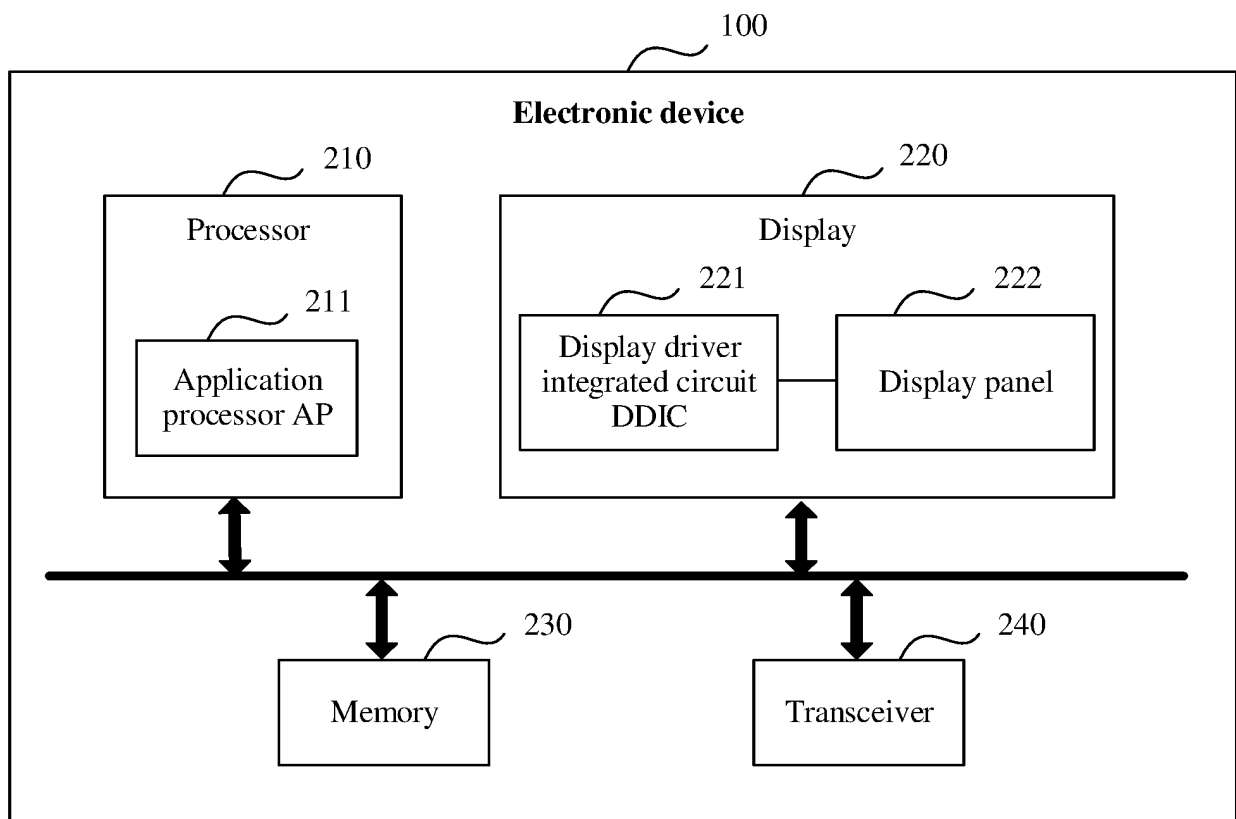 100
Electronic device
210
220
Processor
Display
211
221
222
Application
processor AP
Display driver
integrated circuit
DDIC
Display panel
230
240
Memory
Transceiver